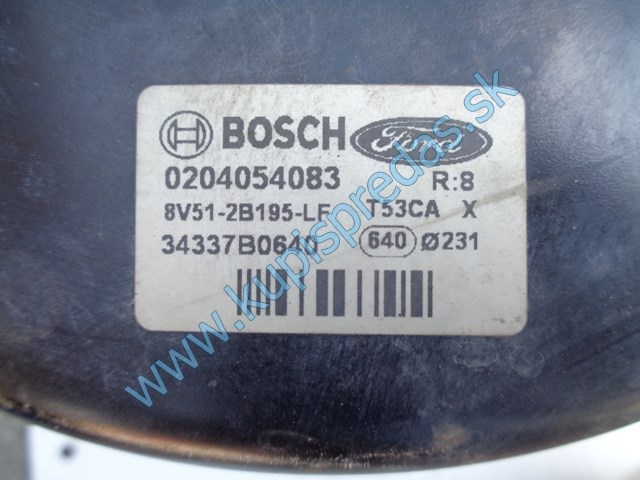 BOSCH Ford
0204054083 R:8
8V51-2B195-LF T53CA X
34337B0640 640 Ø231
www.kupispredas.sk